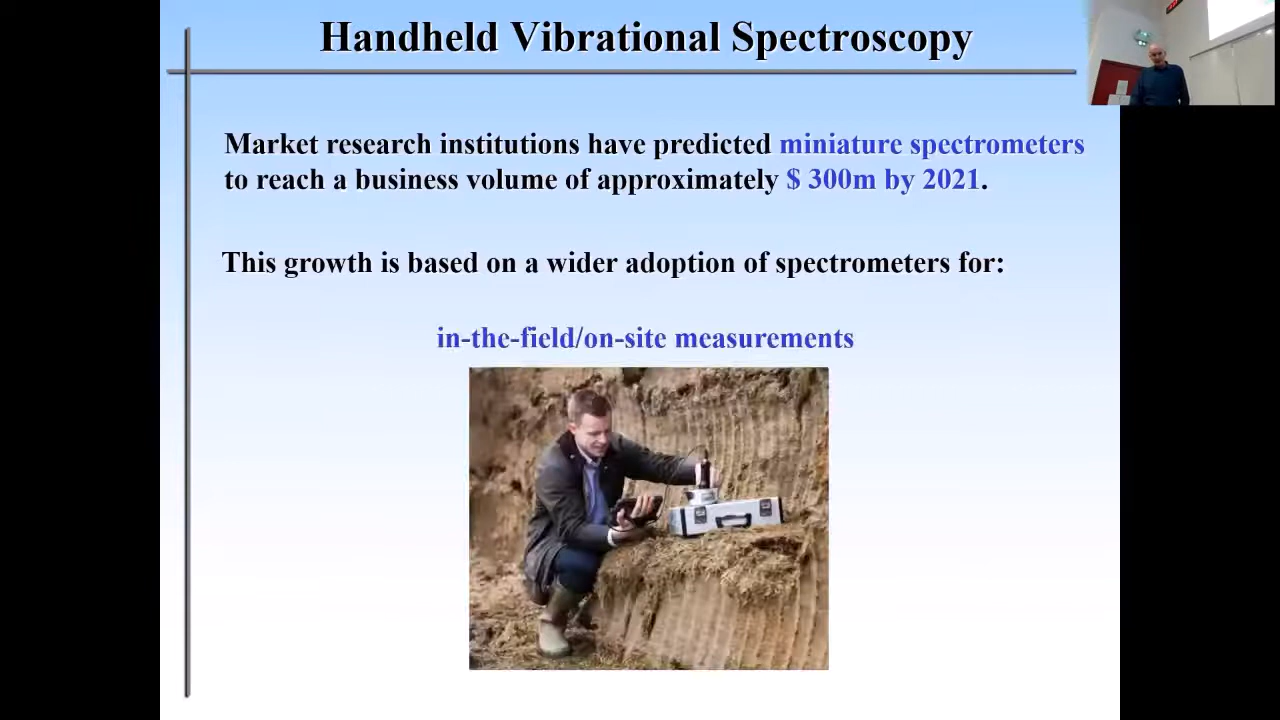 Handheld Vibrational Spectroscopy
Market research institutions have predicted miniature spectrometers
to reach a business volume of approximately $ 300m by 2021.
This growth is based on a wider adoption of spectrometers for:
in-the-field/on-site measurements